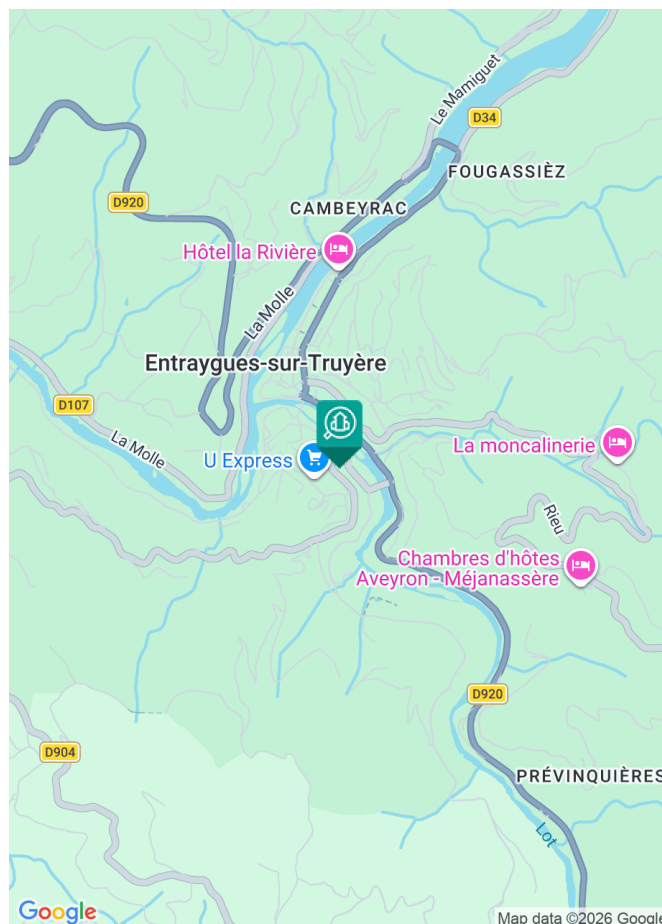 Le Mamiguet
D34
FOUGASSIÈZ
D920
CAMBEYRAC
Hôtel la Rivière
La Molle
Entraygues-sur-Truyère
D107
La Molle
U Express
La moncalinerie
Rieu
Chambres d'hôtes
Aveyron - Méjanassère
D920
D904
PRÉVINQUIÈRES
Lot
Google
Map data ©2026 Google